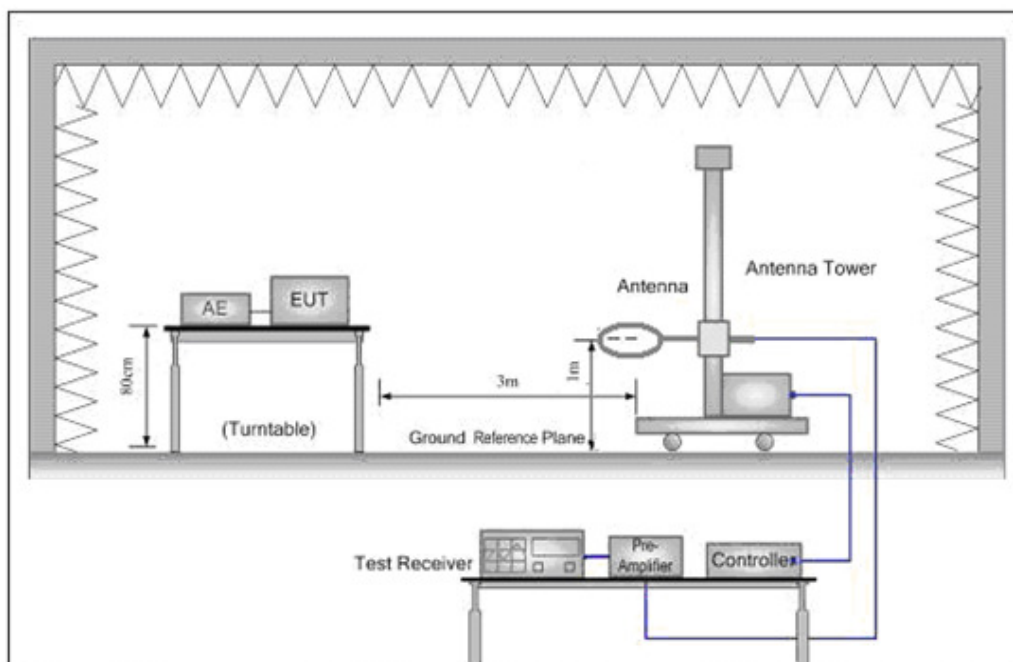 Antenna
Antenna Tower
AE
EUT
80cm
3m
1m
(Turntable)
Ground Reference Plane
Test Receiver
Pre-
Amplifier
Controller